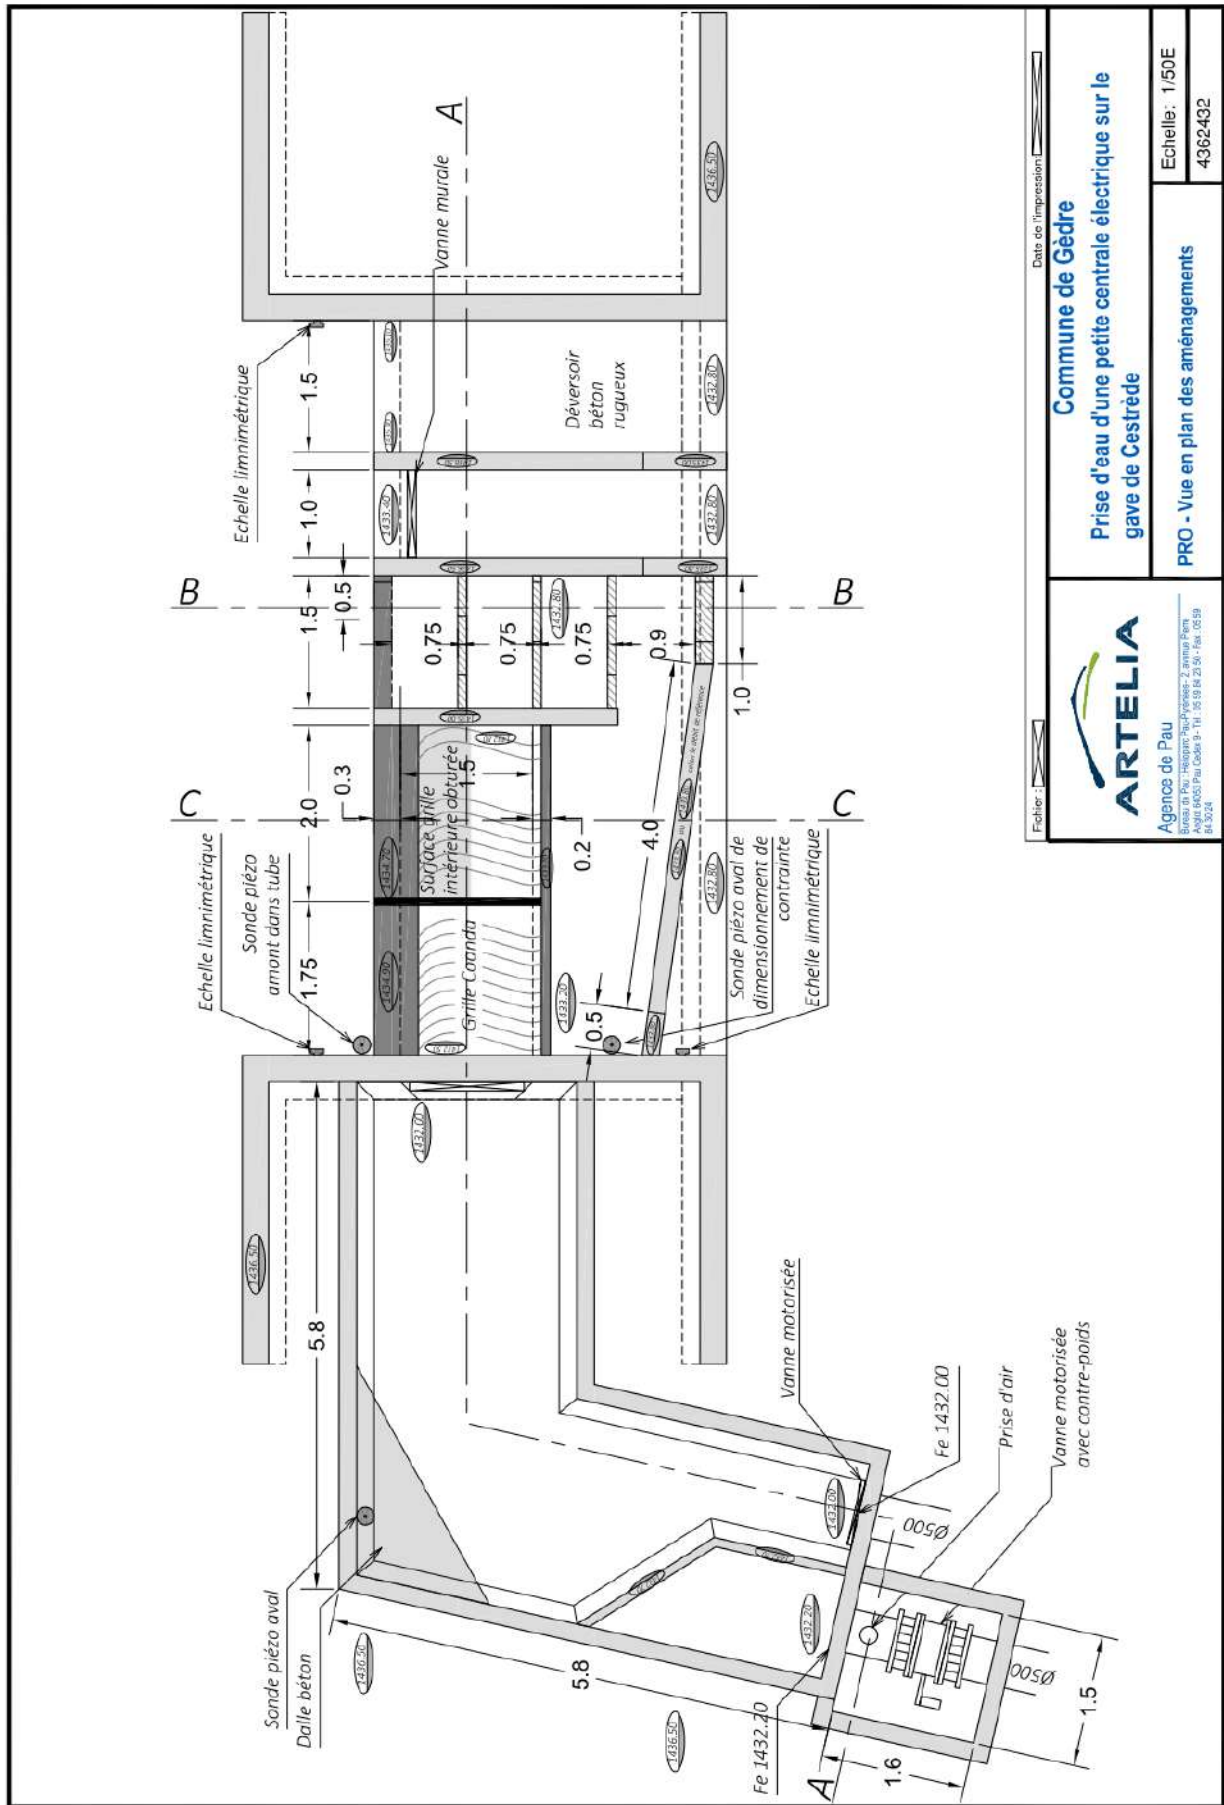 Echelle limnimétrique
Sonde piézo
amont dans tube
Echelle limnimétrique
Vanne murale
A
B
B
C
C
1.75
2.0
0.3
1.5
0.5
1.0
1.5
0.75
0.75
0.75
0.9
1.0
1.5
0.2
4.0
0.5
Surface grille
intérieure obturée
Grille Coanda
Déversoir
béton
rugueux
Sonde piézo aval de
dimensionnement de
contrainte
Echelle limnimétrique
1434.90
1434.70
1433.40
1432.80
1432.80
1432.80
1432.80
1433.20
1436.50
1436.50
1432.00
5.8
Sonde piézo aval
Dalle béton
1436.50
1436.50
5.8
1432.20
1432.00
Fe 1432.20
A
1.6
1.5
Ø500
Ø500
Vanne motorisée
Fe 1432.00
Prise d'air
Vanne motorisée
avec contre-poids
Fichier :
Date de l'impression
ARTELIA
Agence de Pau
Commune de Gèdre
Prise d'eau d'une petite centrale électrique sur le
gave de Cestrède
PRO - Vue en plan des aménagements
Echelle: 1/50E
4362432